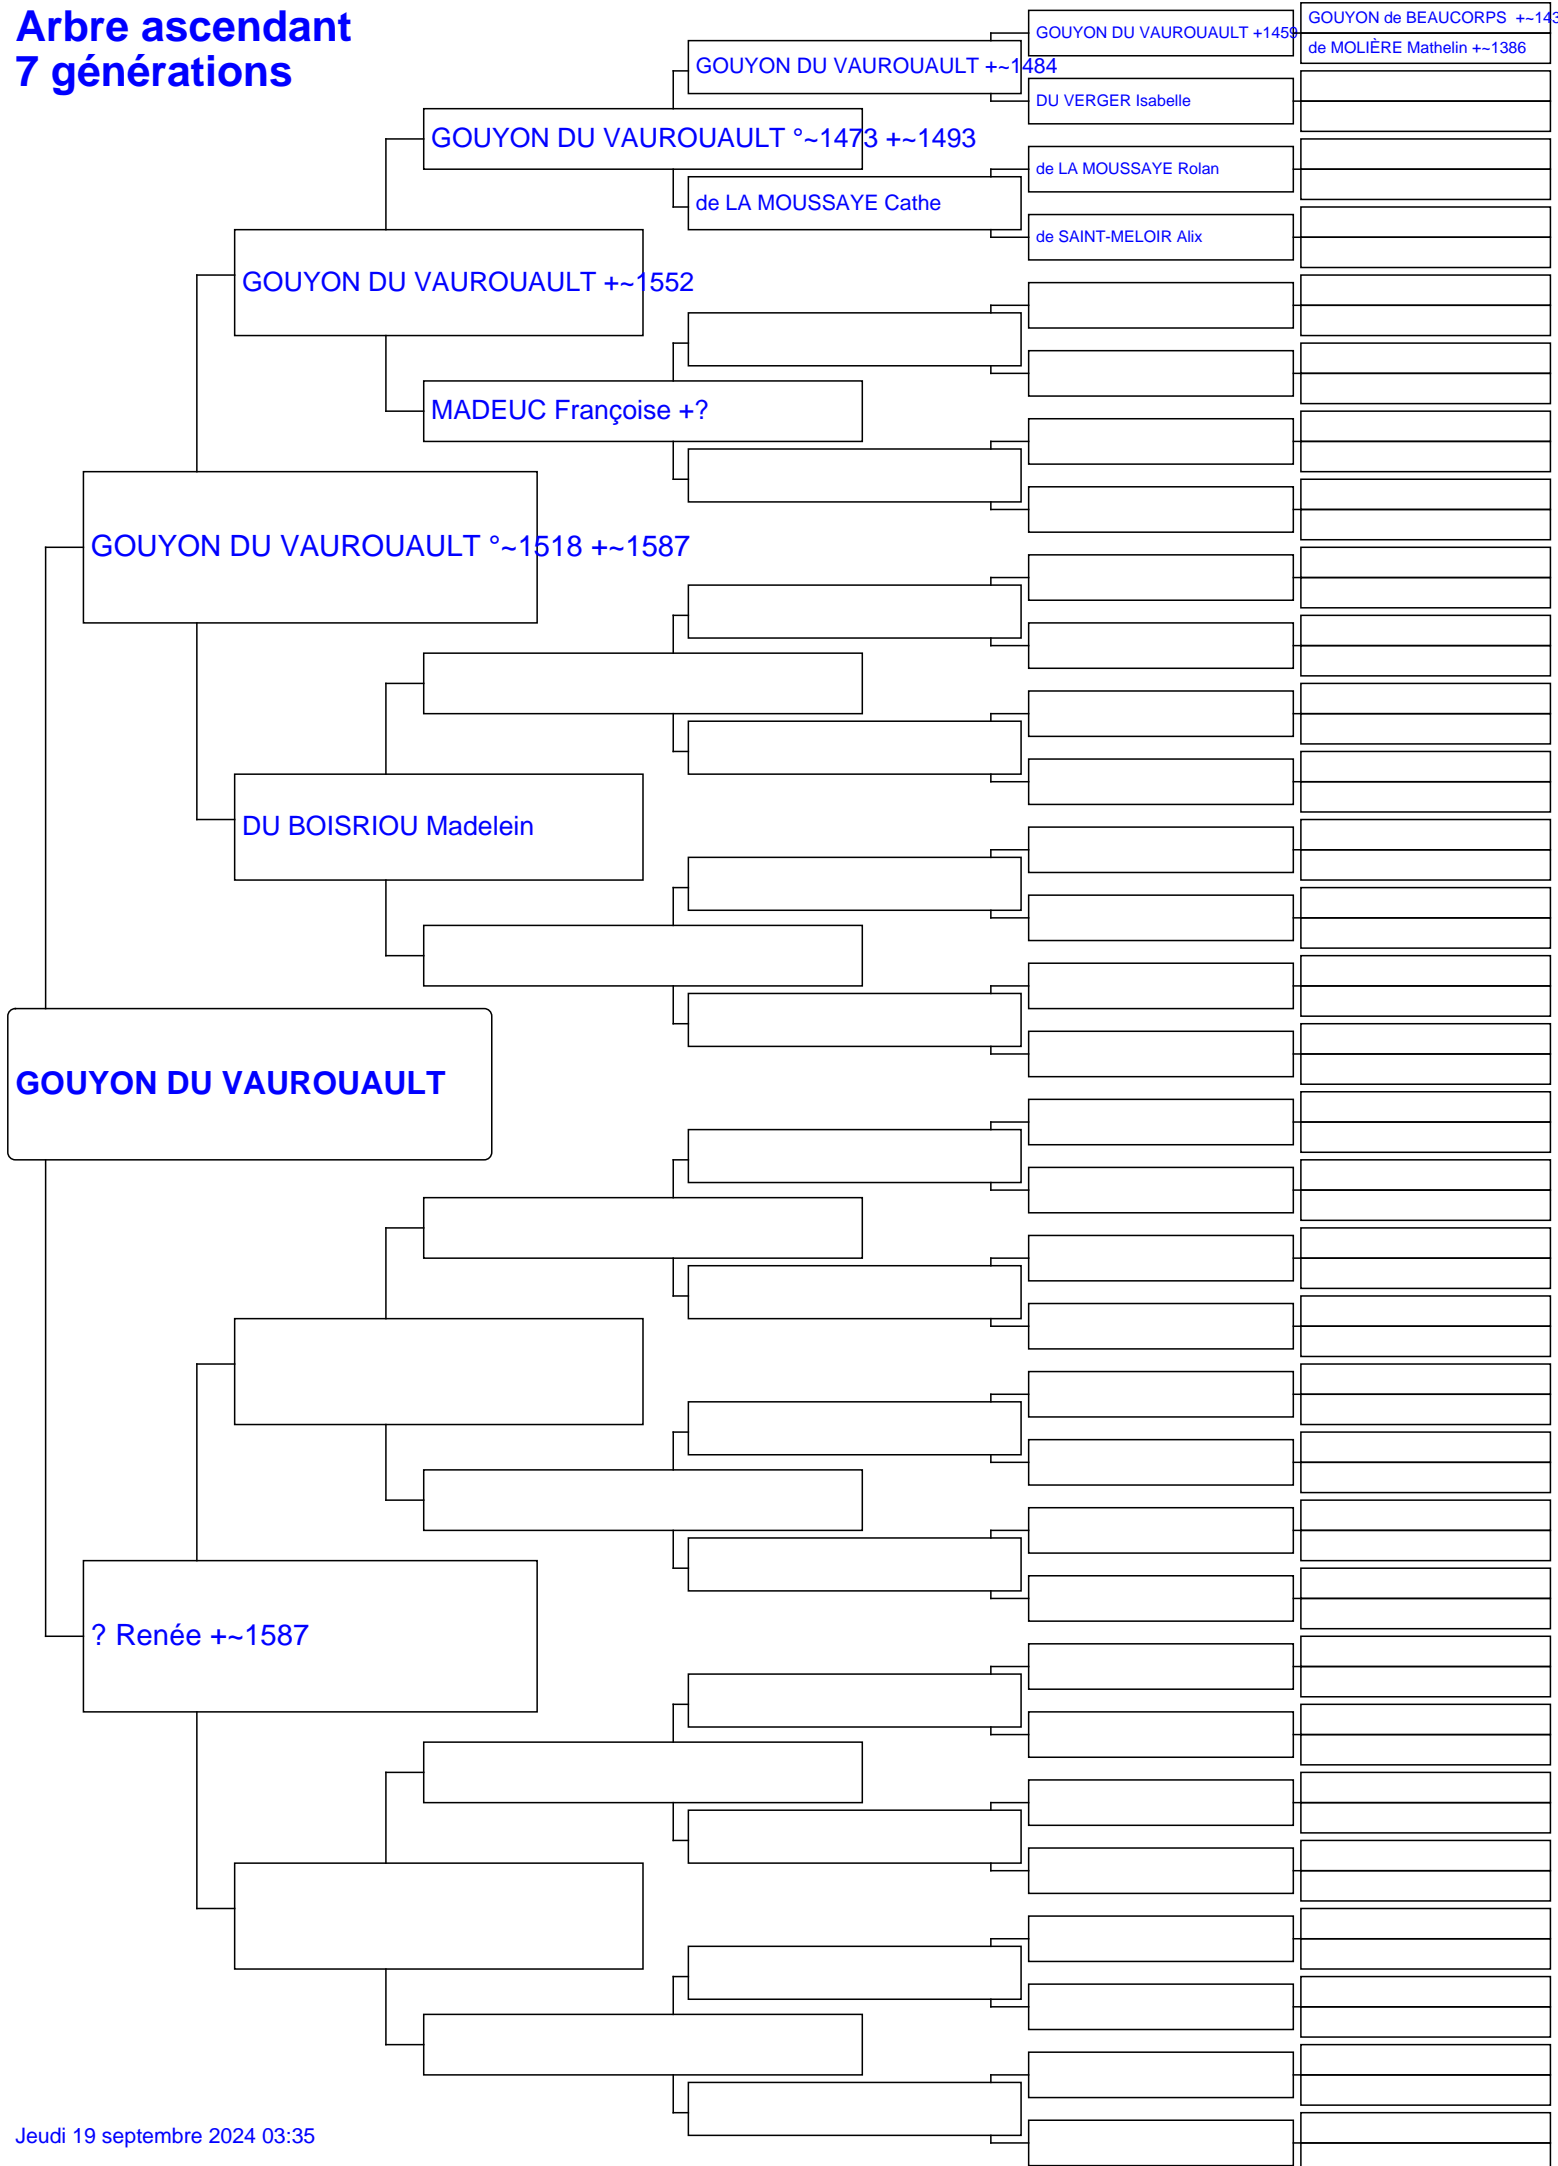 Arbre ascendant
7 générations
GOUYON DU VAUROUAULT +1459
GOUYON de BEAUCORPS +~143
de MOLIÈRE Mathelin +~1386
GOUYON DU VAUROUAULT +~1484
DU VERGER Isabelle
GOUYON DU VAUROUAULT °~1473 +~1493
de LA MOUSSAYE Rolan
de LA MOUSSAYE Cathe
de SAINT-MELOIR Alix
GOUYON DU VAUROUAULT +~1552
MADEUC Françoise +?
GOUYON DU VAUROUAULT °~1518 +~1587
DU BOISRIOU Madelein
GOUYON DU VAUROUAULT
? Renée +~1587
Jeudi 19 septembre 2024 03:35